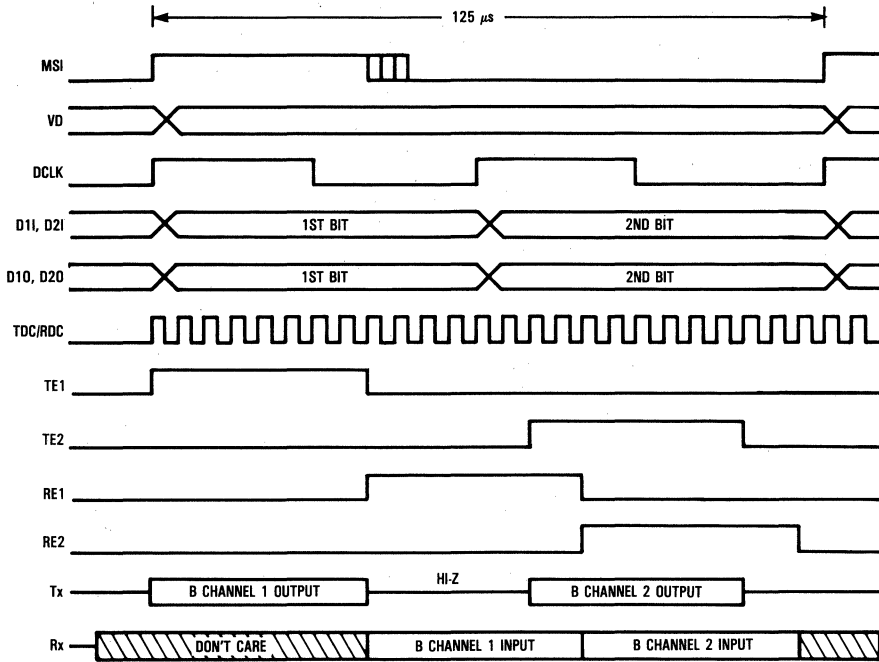 125 μs
MSI
VD
DCLK
D1I, D2I 1ST BIT 2ND BIT
D1O, D2O 1ST BIT 2ND BIT
TDC/RDC
TE1
TE2
RE1
RE2
Tx B CHANNEL 1 OUTPUT HI-Z B CHANNEL 2 OUTPUT
Rx DON'T CARE B CHANNEL 1 INPUT B CHANNEL 2 INPUT